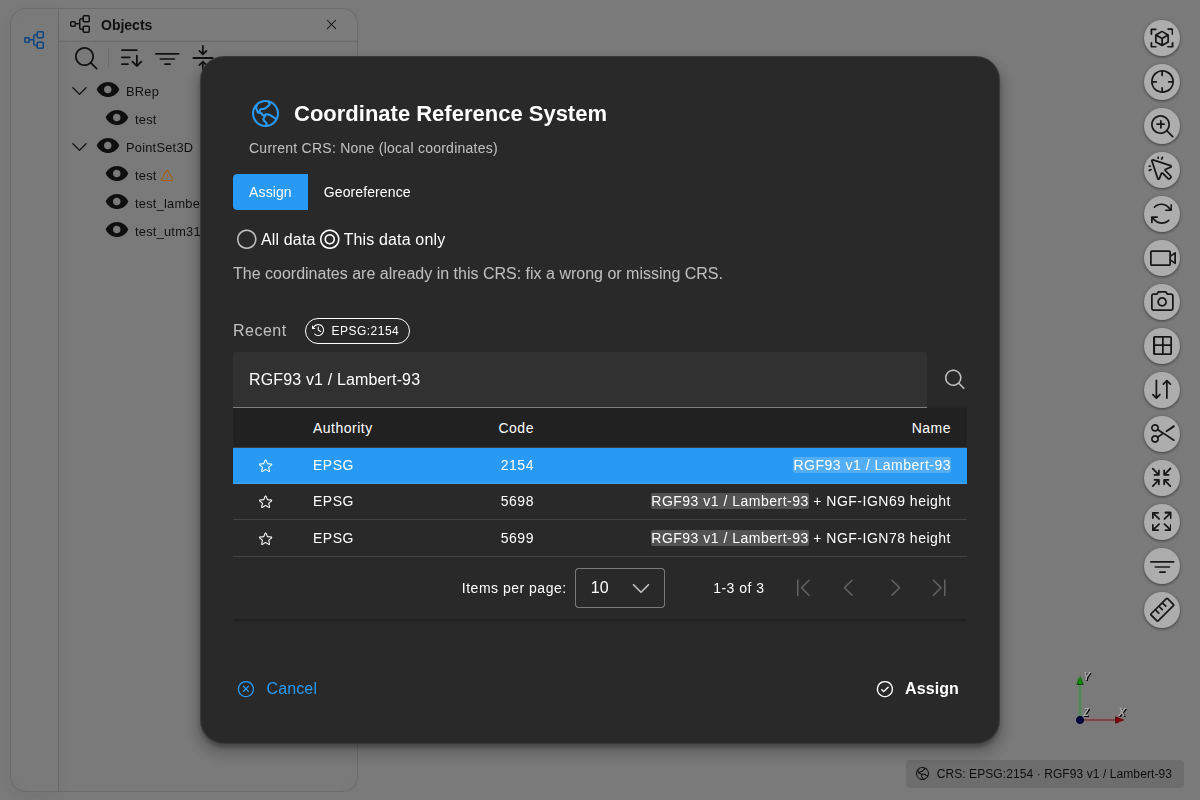 Objects
BRep
test
PointSet3D
test
test_lambe
test_utm31
Coordinate Reference System
Current CRS: None (local coordinates)
Assign
Georeference
All data
This data only
The coordinates are already in this CRS: fix a wrong or missing CRS.
Recent
EPSG:2154
RGF93 v1 / Lambert-93
Authority Code Name
EPSG 2154 RGF93 v1 / Lambert-93
EPSG 5698 RGF93 v1 / Lambert-93 + NGF-IGN69 height
EPSG 5699 RGF93 v1 / Lambert-93 + NGF-IGN78 height
Items per page: 10 1-3 of 3
Cancel
Assign
Y
Z X
CRS: EPSG:2154 · RGF93 v1 / Lambert-93